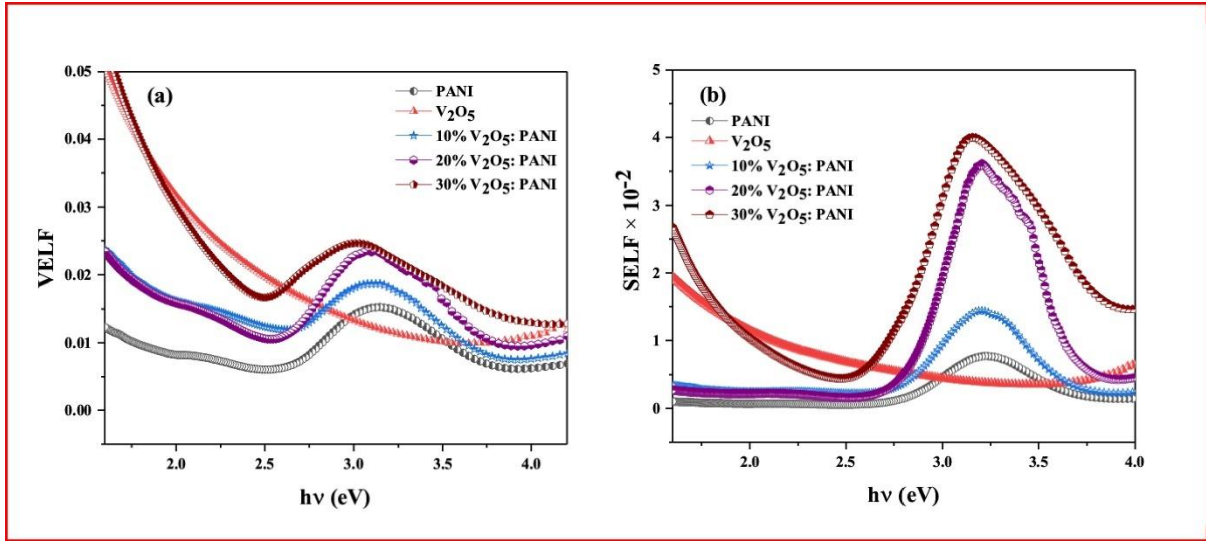 0.05
(a)
PANI
V₂O₅
10% V₂O₅: PANI
20% V₂O₅: PANI
30% V₂O₅: PANI
0.04
0.03
0.02
0.01
0.00
VELF
2.0 2.5 3.0 3.5 4.0
hν (eV)
5
(b)
PANI
V₂O₅
10% V₂O₅: PANI
20% V₂O₅: PANI
30% V₂O₅: PANI
4
3
2
1
0
SELF × 10⁻²
2.0 2.5 3.0 3.5 4.0
hν (eV)